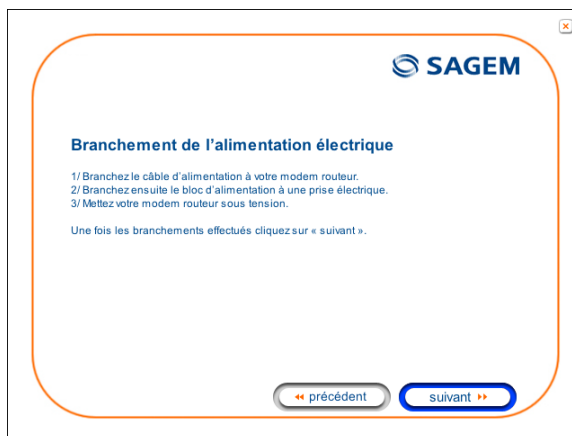 SAGEM
Branchement de l'alimentation électrique
1/ Branchez le câble d'alimentation à votre modem routeur.
2/ Branchez ensuite le bloc d'alimentation à une prise électrique.
3/ Mettez votre modem routeur sous tension.
Une fois les branchements effectués cliquez sur « suivant ».
précédent
suivant